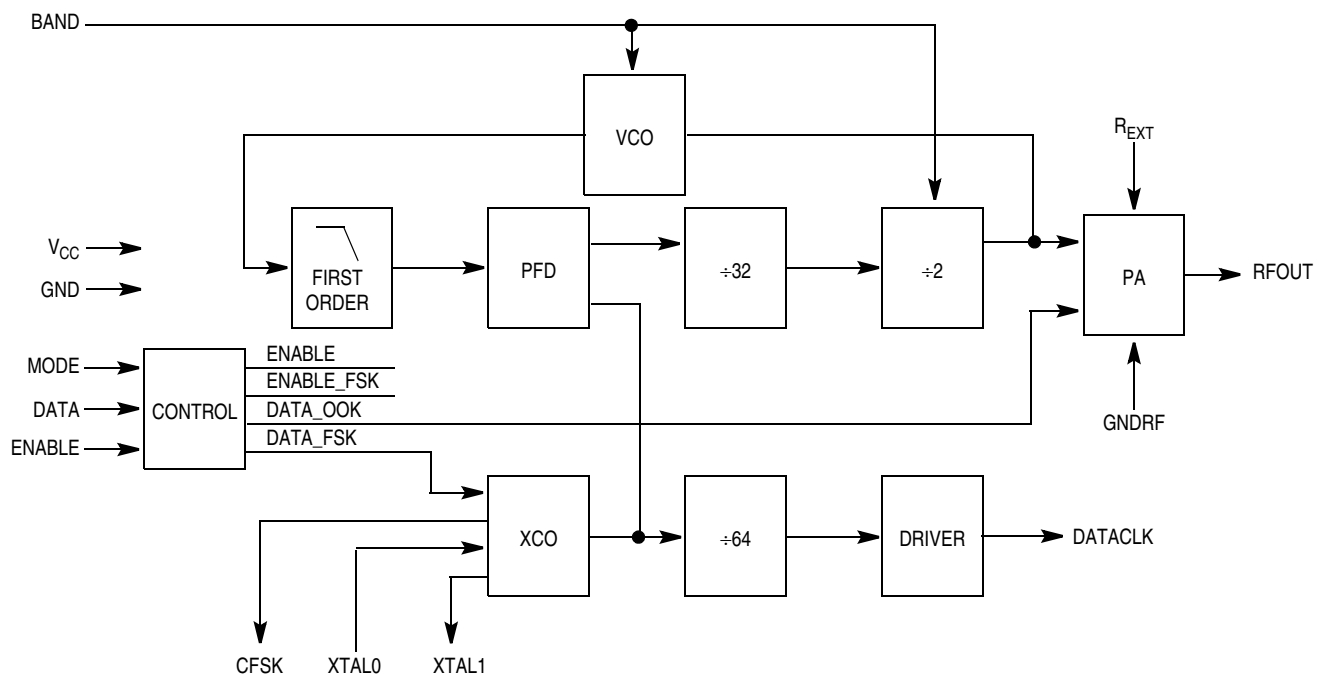 BAND
VCO
R_EXT
V_CC
GND
FIRST
ORDER
PFD
÷32
÷2
PA
RFOUT
MODE
DATA
ENABLE
CONTROL
ENABLE
ENABLE_FSK
DATA_OOK
DATA_FSK
GNDRF
XCO
÷64
DRIVER
DATACLK
CFSK
XTAL0
XTAL1